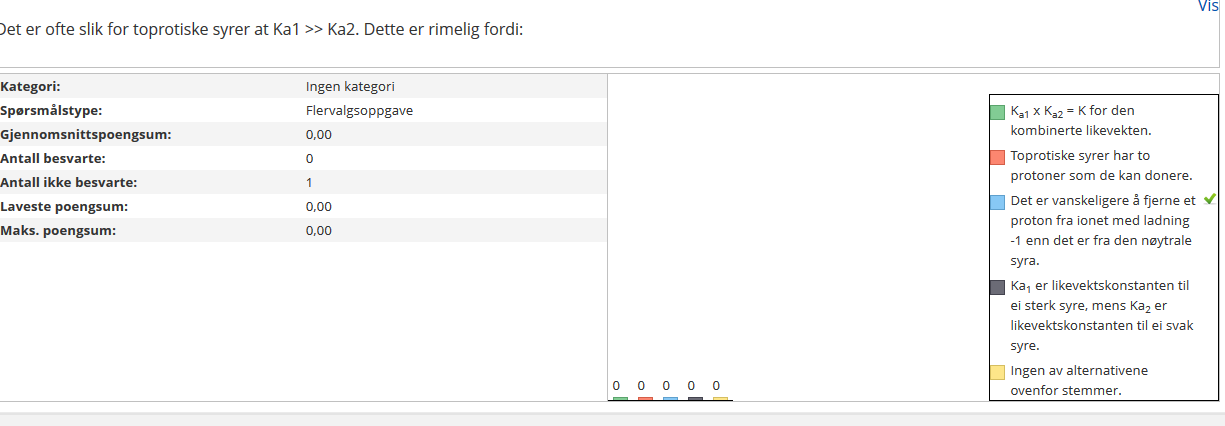 Vis
Det er ofte slik for toprotiske syrer at Ka1 >> Ka2. Dette er rimelig fordi:
Kategori: Ingen kategori
Spørsmålstype: Flervalgsoppgave
Gjennomsnittspoengsum: 0,00
Antall besvarte: 0
Antall ikke besvarte: 1
Laveste poengsum: 0,00
Maks. poengsum: 0,00
0 0 0 0 0
Ka1 x Ka2 = K for den
kombinerte likevekten.
Toprotiske syrer har to
protoner som de kan donere.
Det er vanskeligere å fjerne et
proton fra ionet med ladning
-1 enn det er fra den nøytrale
syra.
Ka1 er likevektskonstanten til
ei sterk syre, mens Ka2 er
likevektskonstanten til ei svak
syre.
Ingen av alternativene
ovenfor stemmer.